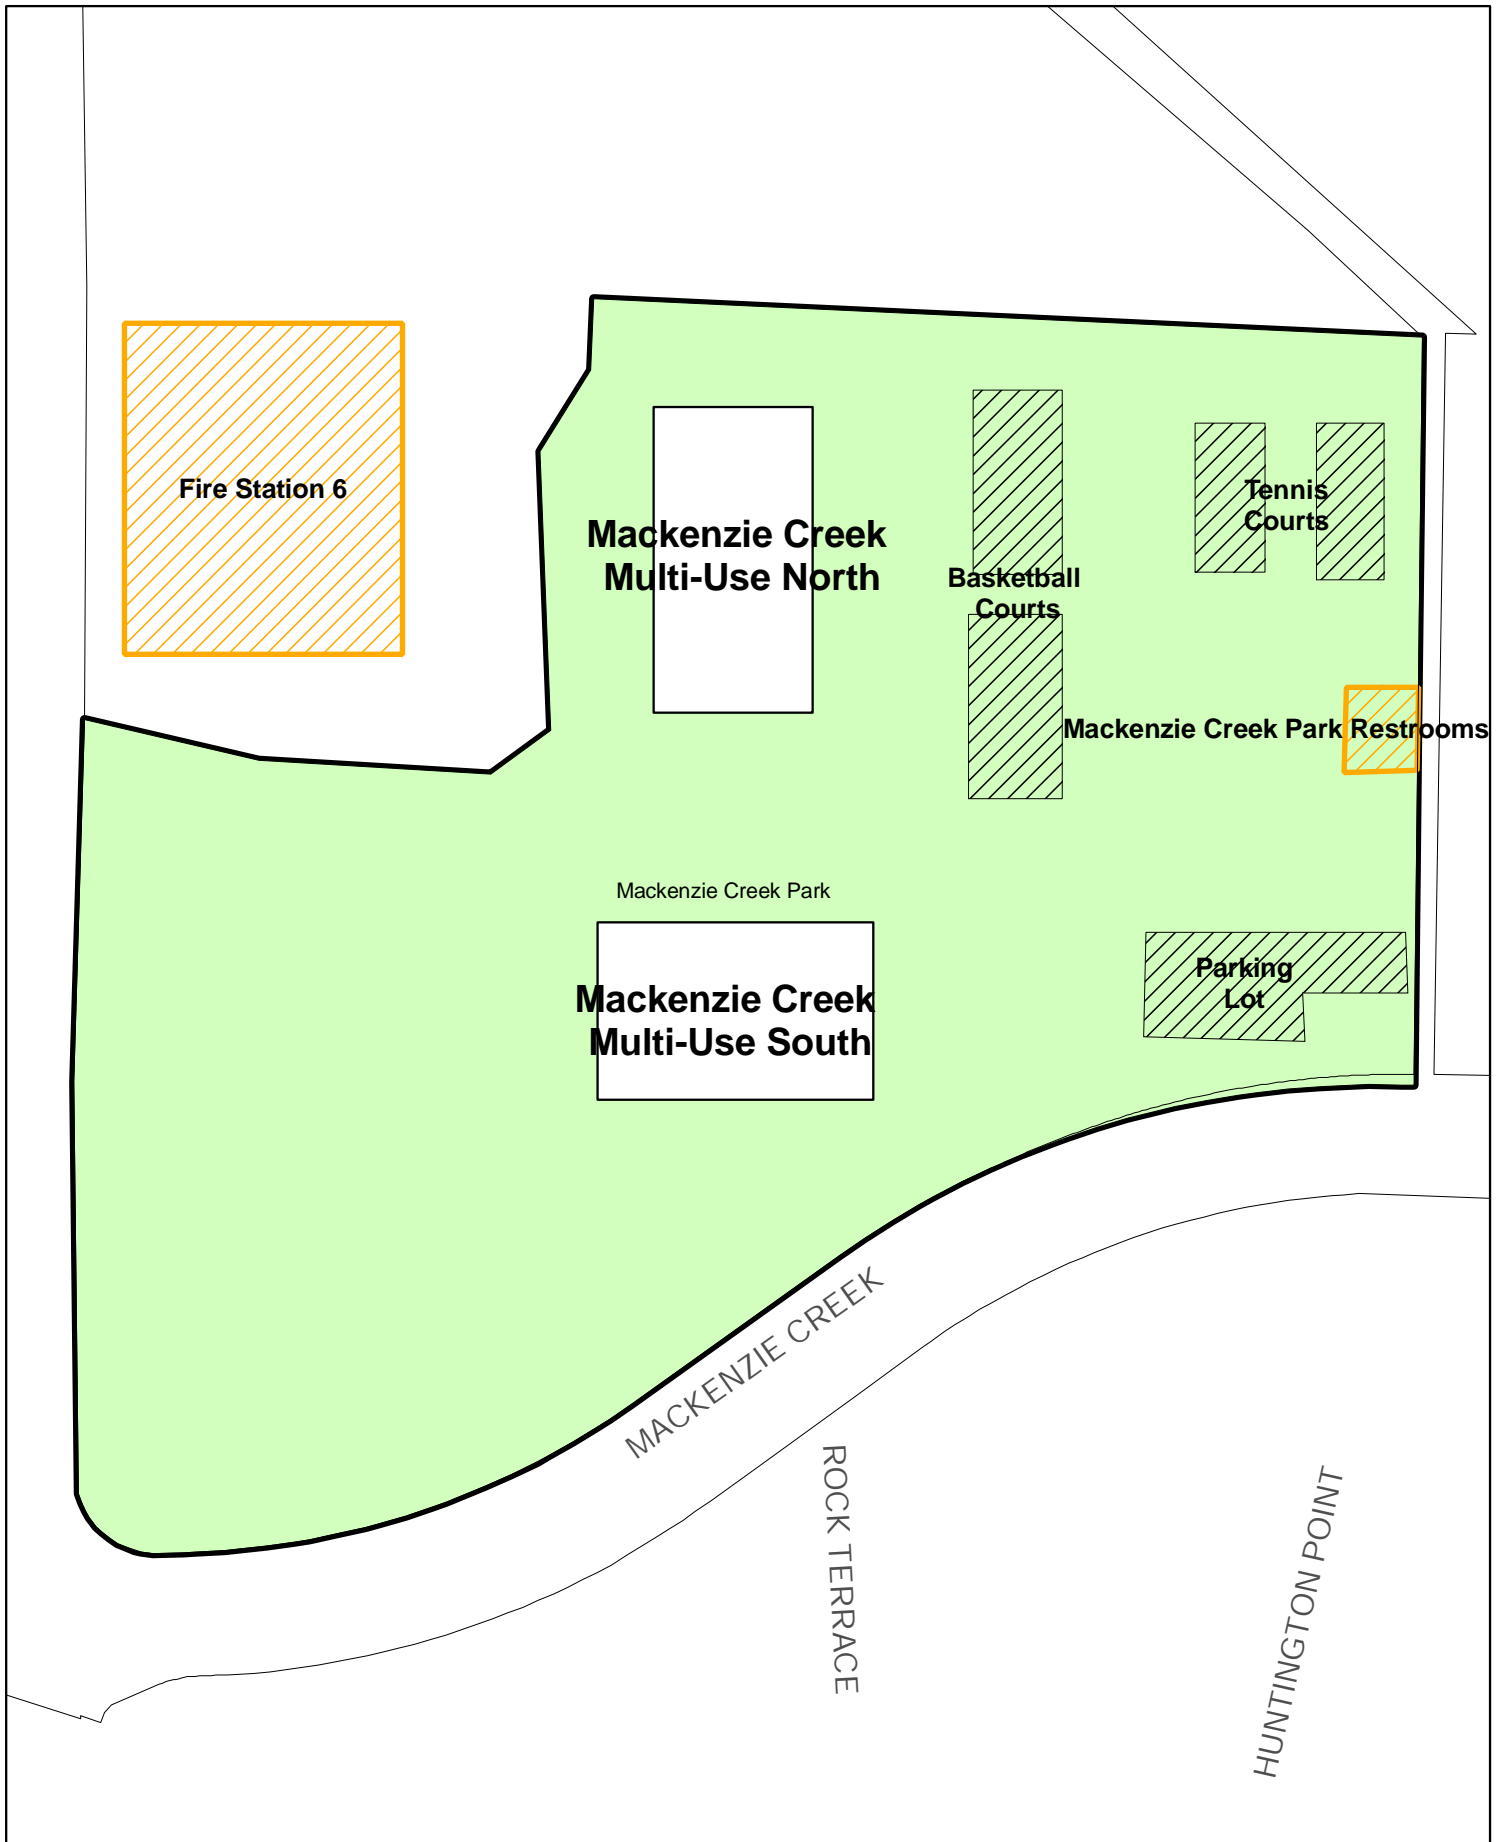 Fire Station 6
Mackenzie Creek
Multi-Use North
Basketball
Courts
Tennis
Courts
Mackenzie Creek Park Restrooms
Mackenzie Creek Park
Mackenzie Creek
Multi-Use South
Parking
Lot
MACKENZIE CREEK
ROCK TERRACE
HUNTINGTON POINT